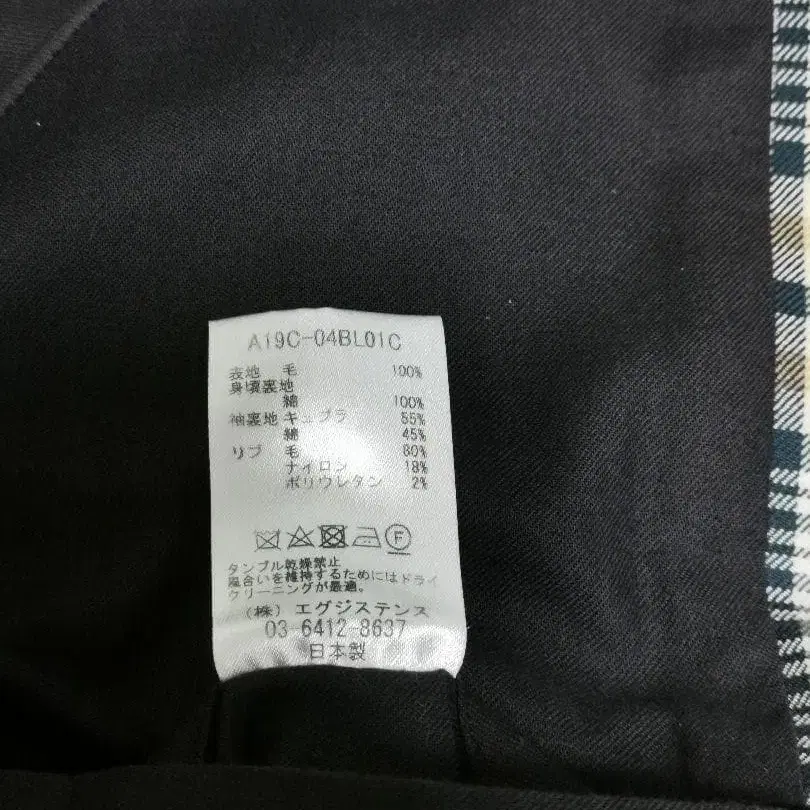 A19C-04BL01C
表地 毛 100%
身頃裏地
綿 100%
袖裏地 キュプラ 55%
綿 45%
リブ 毛 80%
ナイロン 18%
ポリウレタン 2%
F
タンブル乾燥禁止
風合いを維持するためにはドライ
クリーニングが最適。
(株) エグジステンス
03-6412-8637
日本製